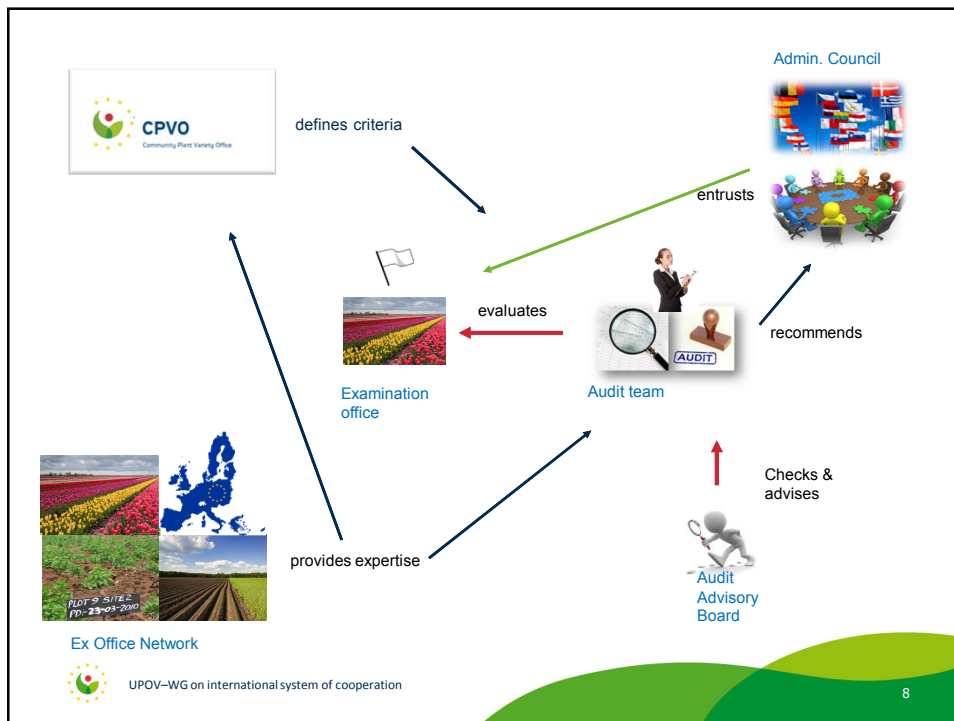 Admin. Council
CPVO
Community Plant Variety Office
defines criteria
entrusts
evaluates
recommends
AUDIT
Examination
office
Audit team
Checks &
advises
provides expertise
PLOT 9 SITE2
PD:-23-03-2010
Audit
Advisory
Board
Ex Office Network
UPOV–WG on international system of cooperation
8